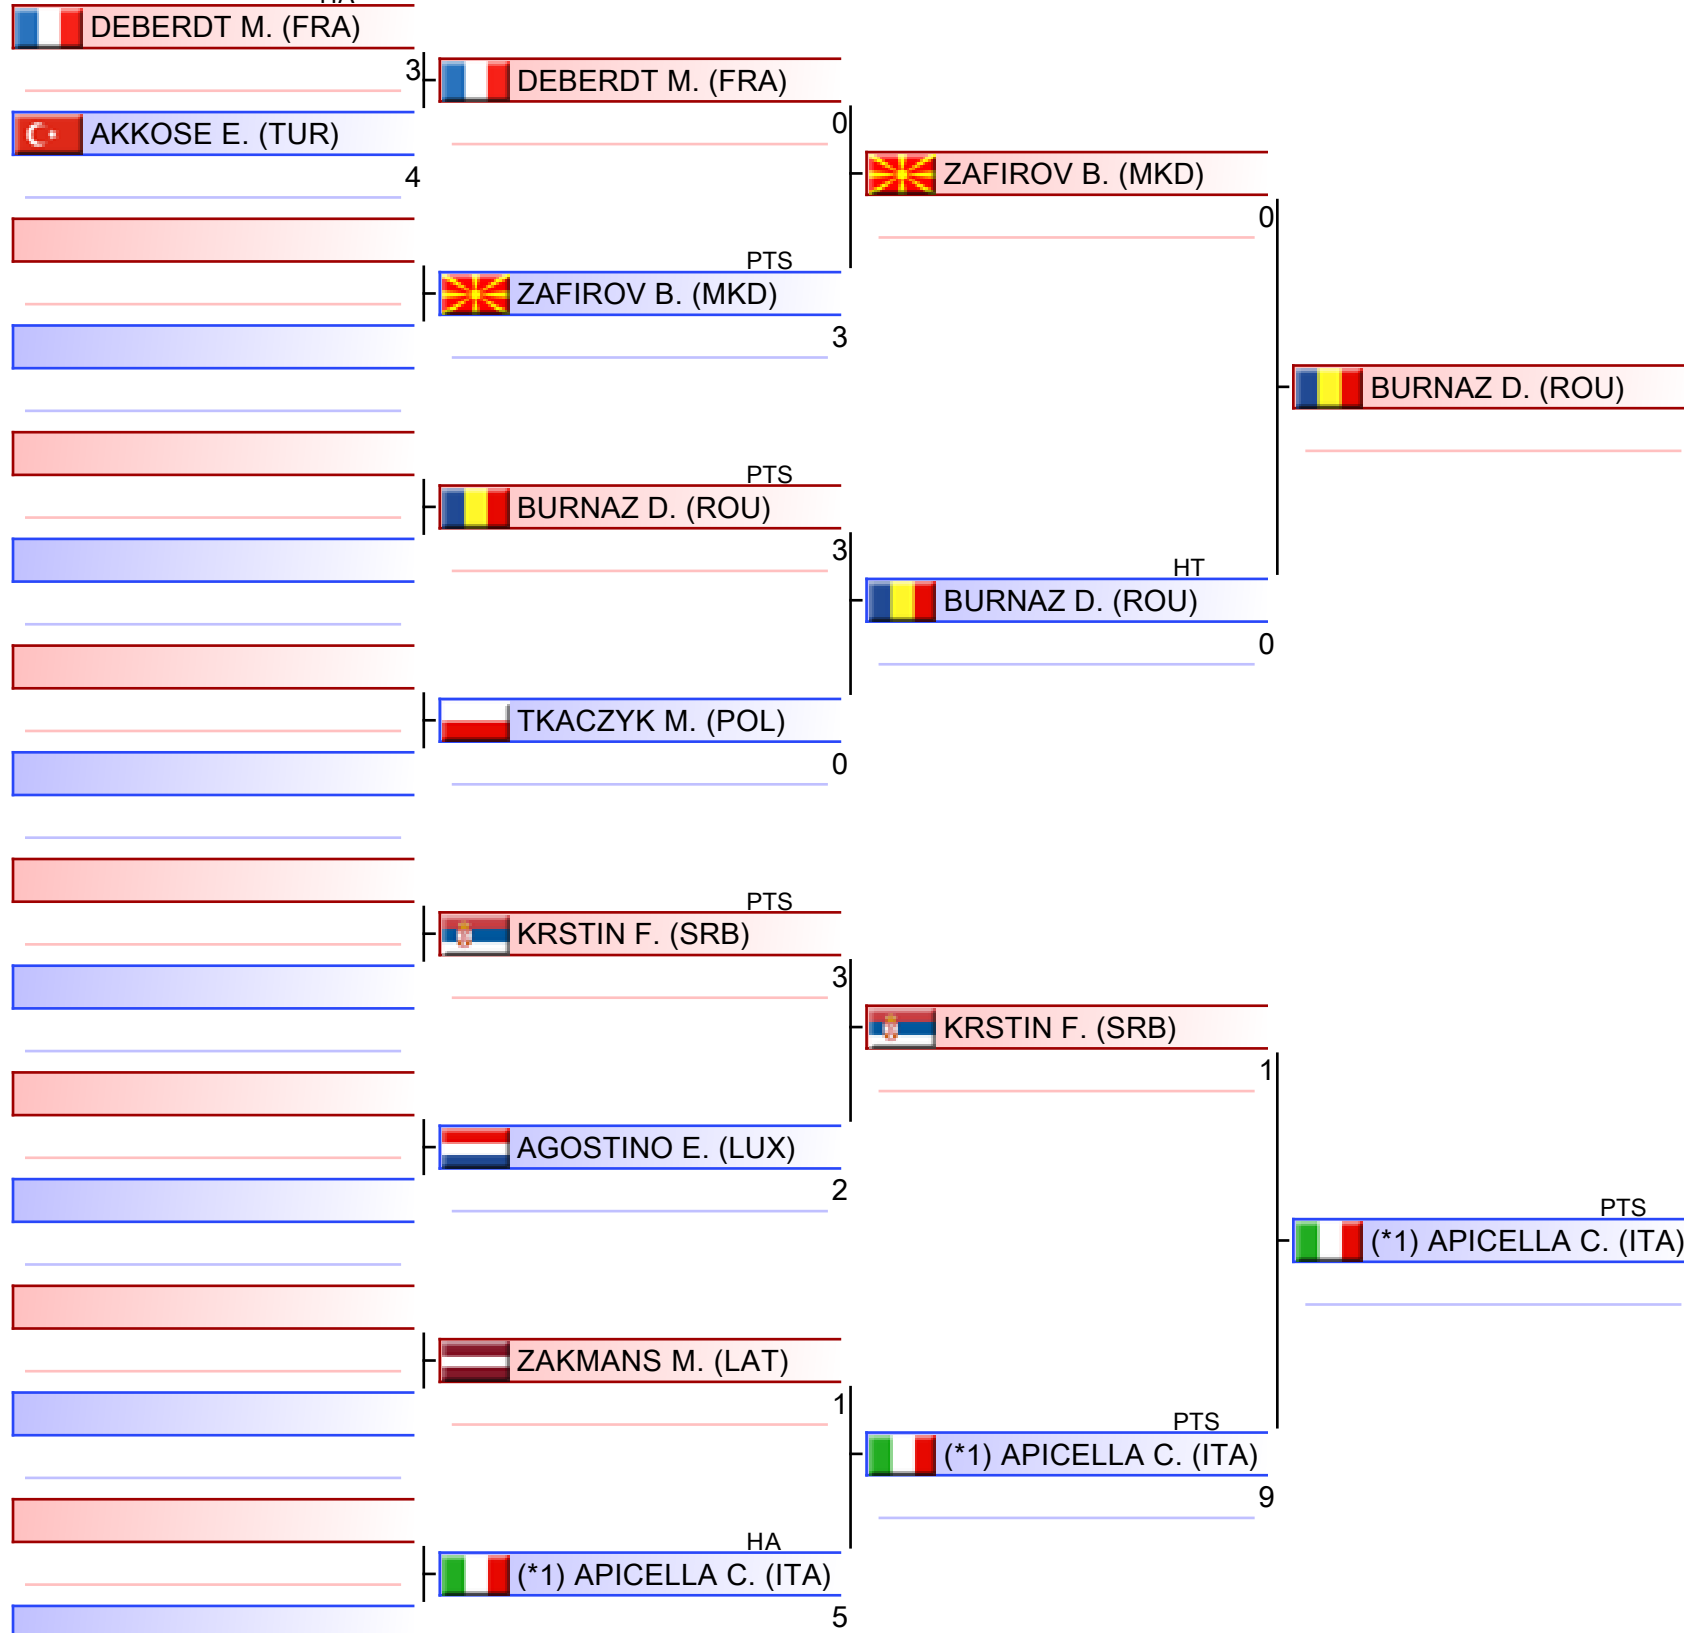 HA
DEBERDT M. (FRA)
3
DEBERDT M. (FRA)
0
AKKOSE E. (TUR)
4
ZAFIROV B. (MKD)
0
PTS
ZAFIROV B. (MKD)
3
BURNAZ D. (ROU)
PTS
BURNAZ D. (ROU)
3
HT
BURNAZ D. (ROU)
0
TKACZYK M. (POL)
0
PTS
KRSTIN F. (SRB)
3
KRSTIN F. (SRB)
1
AGOSTINO E. (LUX)
2
PTS
(*1) APICELLA C. (ITA)
ZAKMANS M. (LAT)
1
PTS
(*1) APICELLA C. (ITA)
9
HA
(*1) APICELLA C. (ITA)
5